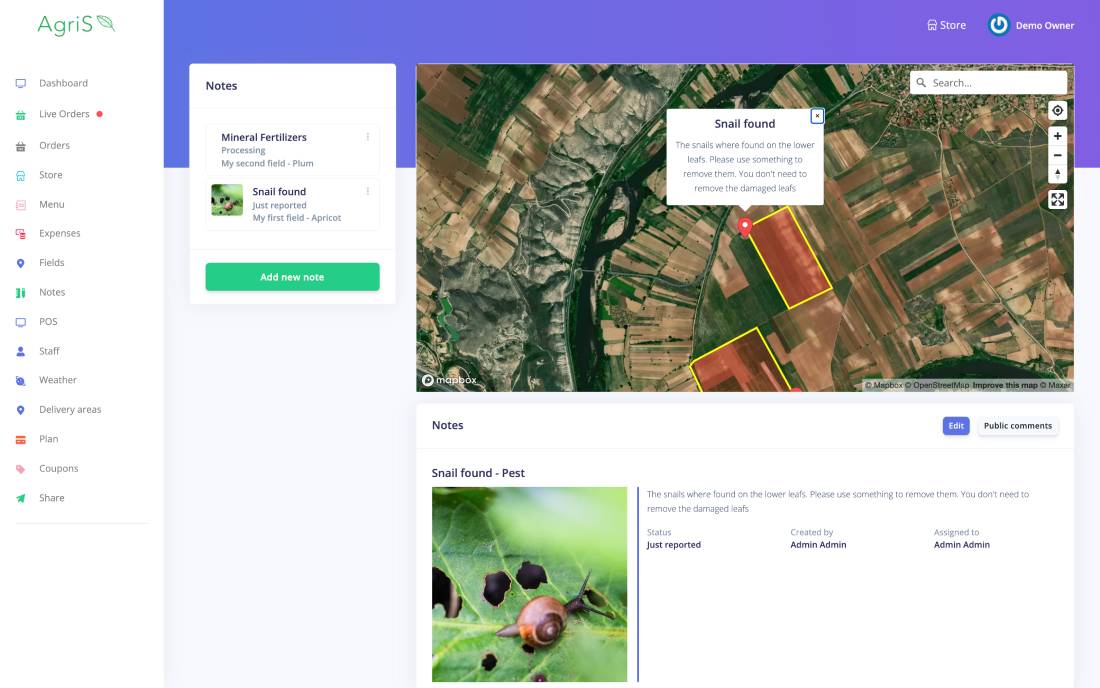 AgriS
Store
Demo Owner
Dashboard
Live Orders
Orders
Store
Menu
Expenses
Fields
Notes
POS
Staff
Weather
Delivery areas
Plan
Coupons
Share
Notes
Mineral Fertilizers
Processing
My second field - Plum
Snail found
Just reported
My first field - Apricot
Add new note
Search...
Snail found
The snails where found on the lower
leafs. Please use something to
remove them. You don't need to
remove the damaged leafs
mapbox
© Mapbox © OpenStreetMap Improve this map © Maxar
Notes
Edit
Public comments
Snail found - Pest
The snails where found on the lower leafs. Please use something to remove them. You don't need to
remove the damaged leafs
Status
Just reported
Created by
Admin Admin
Assigned to
Admin Admin